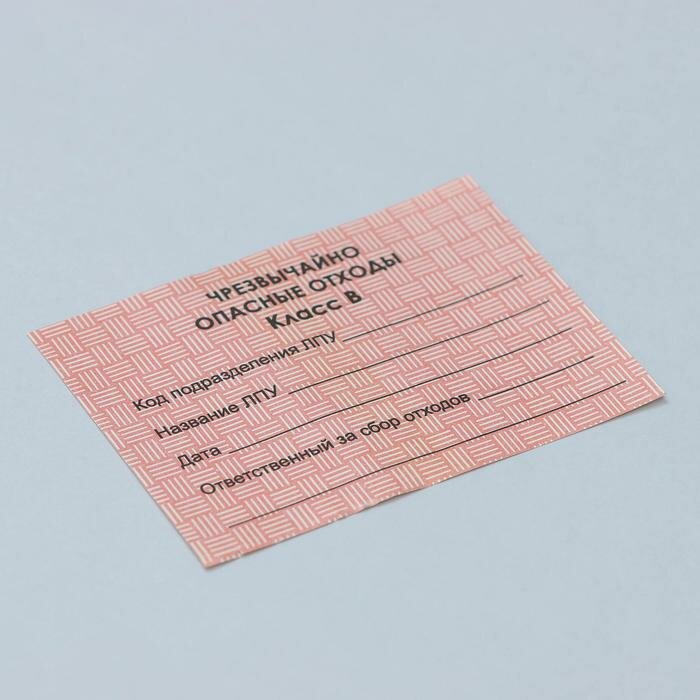 ЧРЕЗВЫЧАЙНО
ОПАСНЫЕ ОТХОДЫ
Класс В
Код подразделения ЛПУ
Название ЛПУ
Дата
Ответственный за сбор отходов